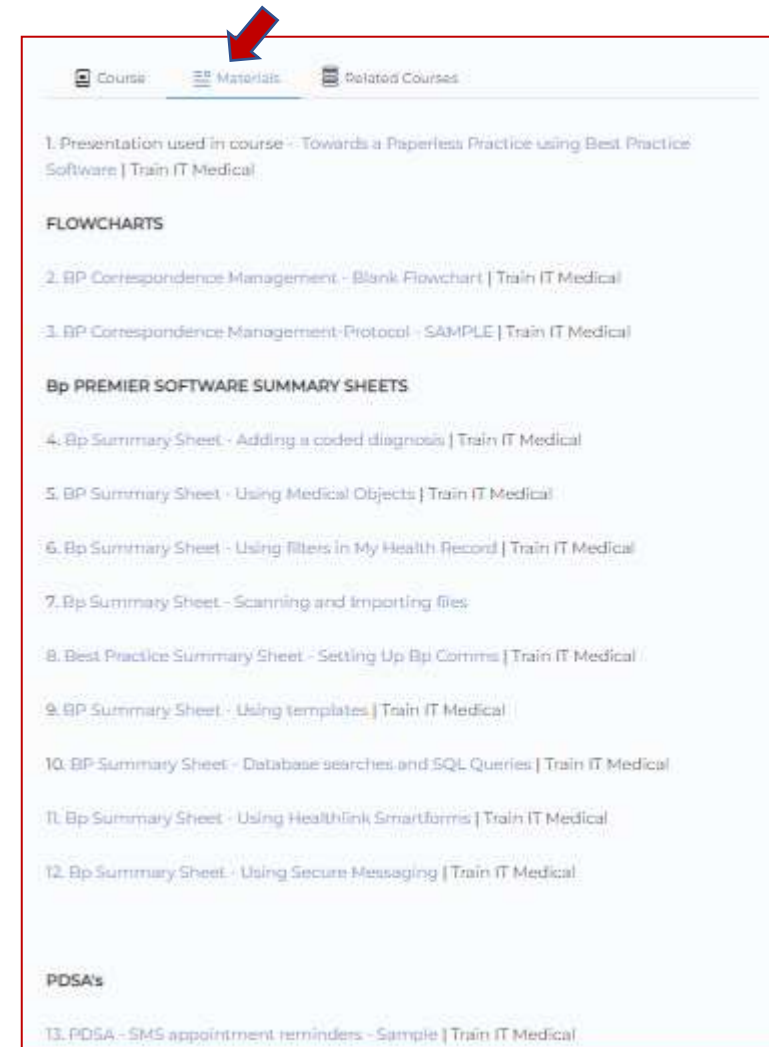 Course Materials Related Courses
1. Presentation used in course - Towards a Paperless Practice using Best Practice
Software | Train IT Medical
FLOWCHARTS
2. BP Correspondence Management - Blank Flowchart | Train IT Medical
3. BP Correspondence Management-Protocol - SAMPLE | Train IT Medical
Bp PREMIER SOFTWARE SUMMARY SHEETS
4. Bp Summary Sheet - Adding a coded diagnosis | Train IT Medical
5. BP Summary Sheet - Using Medical Objects | Train IT Medical
6. Bp Summary Sheet - Using filters in My Health Record | Train IT Medical
7. Bp Summary Sheet - Scanning and Importing files
8. Best Practice Summary Sheet - Setting Up Bp Comms | Train IT Medical
9. BP Summary Sheet - Using templates | Train IT Medical
10. BP Summary Sheet - Database searches and SQL Queries | Train IT Medical
11. Bp Summary Sheet - Using Healthlink Smartforms | Train IT Medical
12. Bp Summary Sheet - Using Secure Messaging | Train IT Medical
PDSA's
13. PDSA - SMS appointment reminders - Sample | Train IT Medical